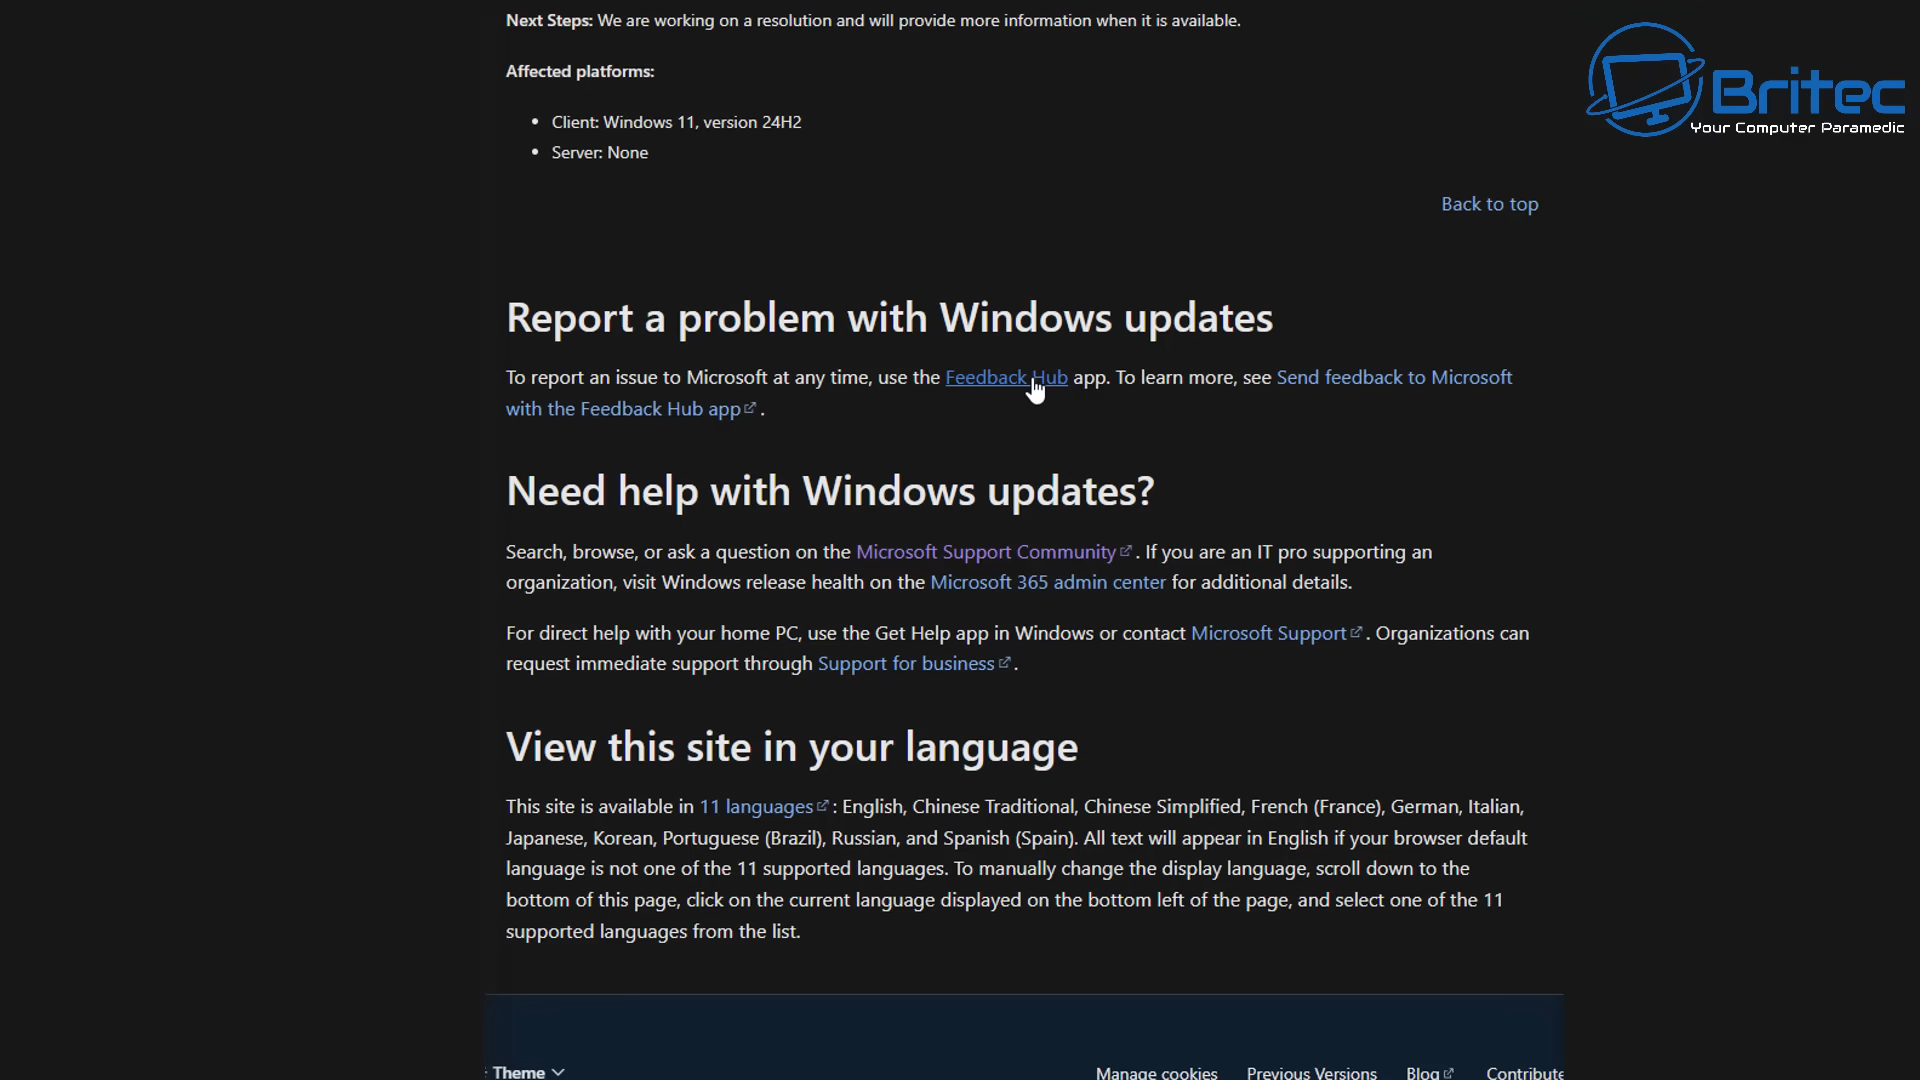 Next Steps: We are working on a resolution and will provide more information when it is available.
Britec
Your Computer Paramedic
Affected platforms:
• Client: Windows 11, version 24H2
• Server: None
Back to top
Report a problem with Windows updates
To report an issue to Microsoft at any time, use the Feedback Hub app. To learn more, see Send feedback to Microsoft
with the Feedback Hub app.
Need help with Windows updates?
Search, browse, or ask a question on the Microsoft Support Community. If you are an IT pro supporting an
organization, visit Windows release health on the Microsoft 365 admin center for additional details.
For direct help with your home PC, use the Get Help app in Windows or contact Microsoft Support. Organizations can
request immediate support through Support for business.
View this site in your language
This site is available in 11 languages: English, Chinese Traditional, Chinese Simplified, French (France), German, Italian,
Japanese, Korean, Portuguese (Brazil), Russian, and Spanish (Spain). All text will appear in English if your browser default
language is not one of the 11 supported languages. To manually change the display language, scroll down to the
bottom of this page, click on the current language displayed on the bottom left of the page, and select one of the 11
supported languages from the list.
Theme
Manage cookies Previous Versions Blog Contribute